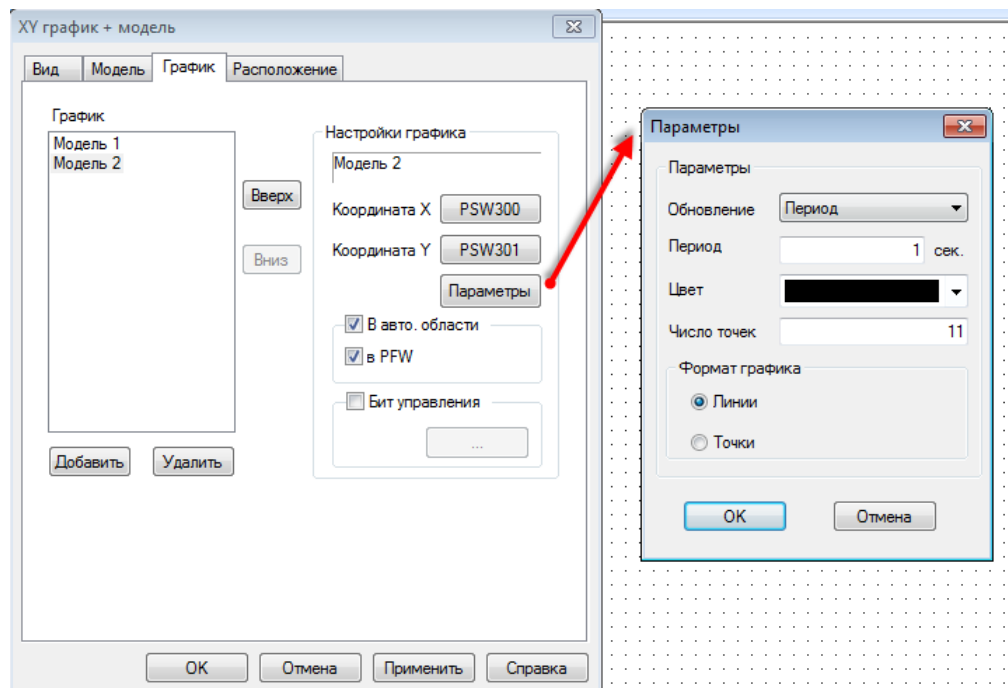 XY график + модель
Вид Модель График Расположение
График
Модель 1
Модель 2
Вверх
Вниз
Добавить Удалить
Настройки графика
Модель 2
Координата X PSW300
Координата Y PSW301
Параметры
В авто. области
в PFW
Бит управления
...
OK Отмена Применить Справка
Параметры
Параметры
Обновление Период
Период 1 сек.
Цвет
Число точек 11
Формат графика
Линии
Точки
OK Отмена